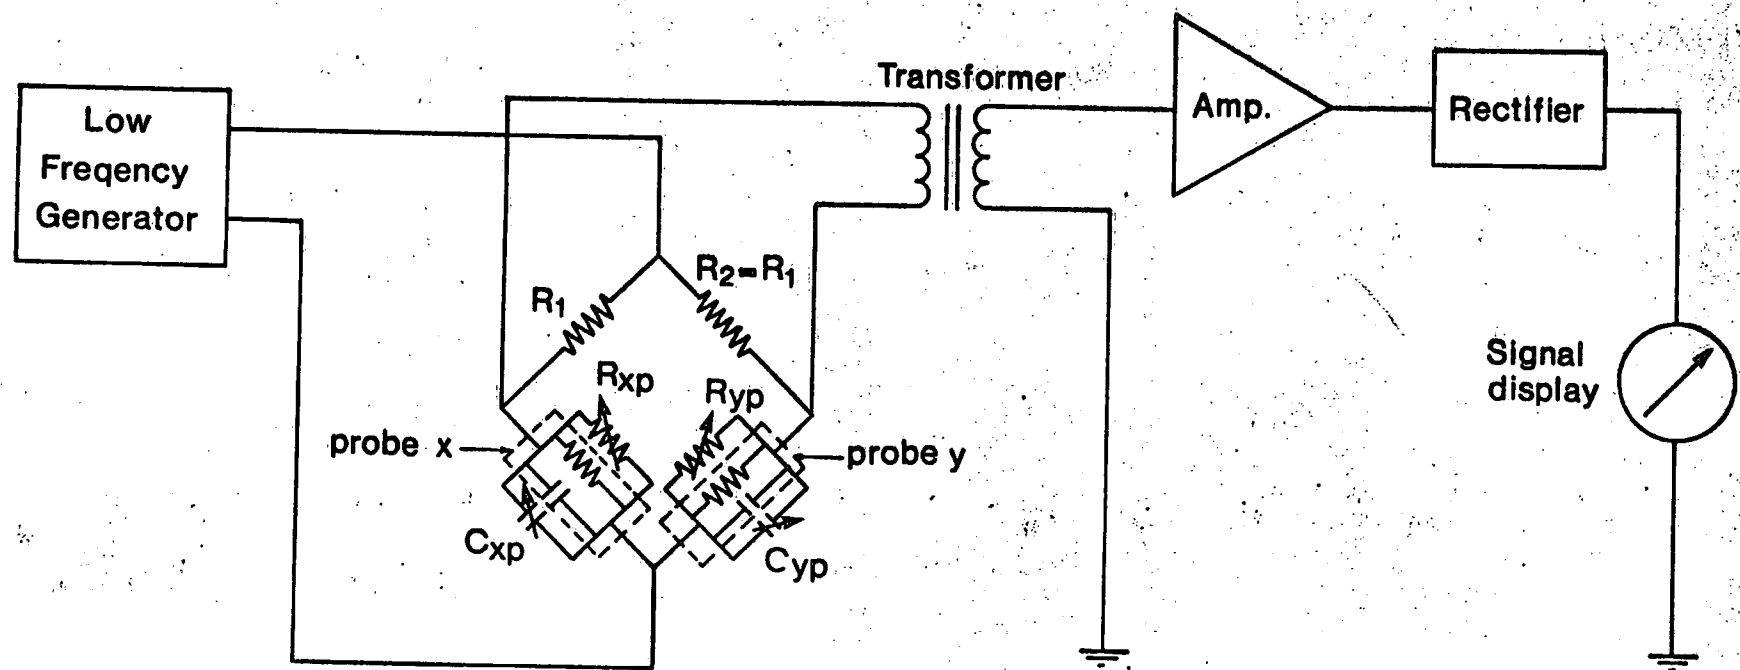 Low
Freqency
Generator
Transformer
Amp.
Rectifier
R1
R2=R1
Rxp
Ryp
probe x
probe y
Cxp
Cyp
Signal
display